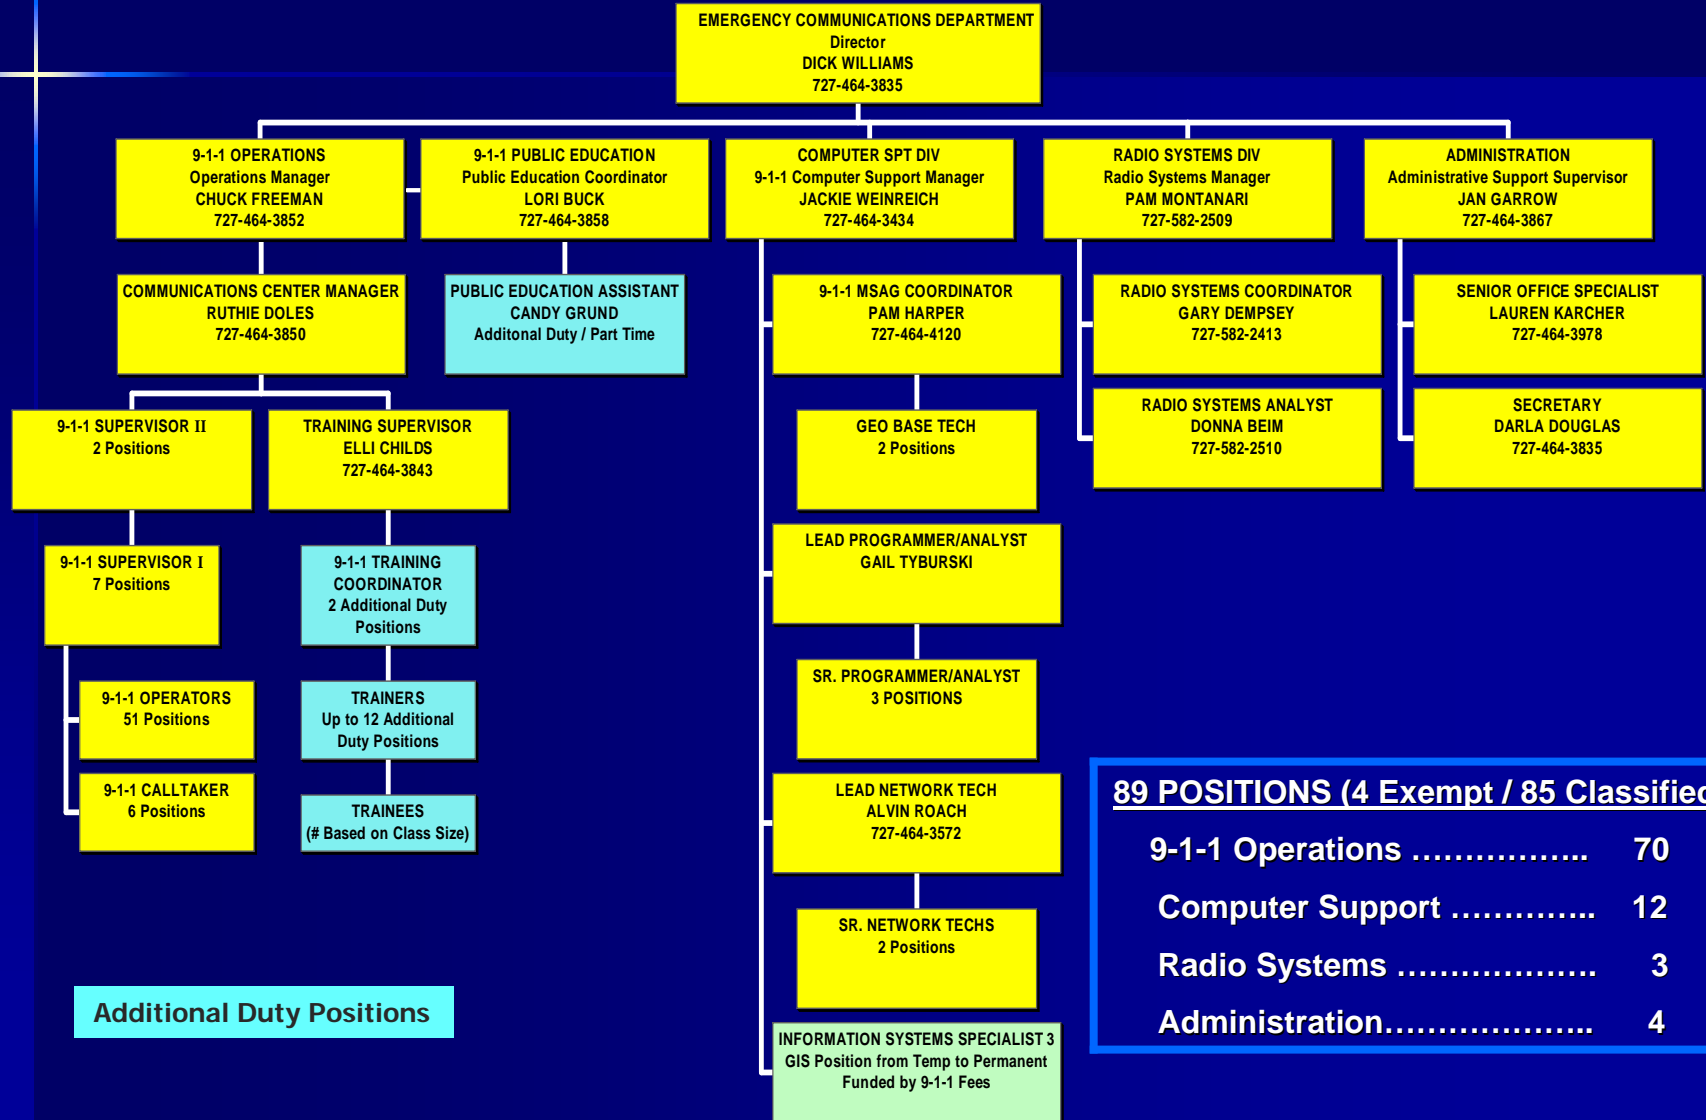 EMERGENCY COMMUNICATIONS DEPARTMENT
Director
DICK WILLIAMS
727-464-3835
9-1-1 OPERATIONS
Operations Manager
CHUCK FREEMAN
727-464-3852
9-1-1 PUBLIC EDUCATION
Public Education Coordinator
LORI BUCK
727-464-3858
COMPUTER SPT DIV
9-1-1 Computer Support Manager
JACKIE WEINREICH
727-464-3434
RADIO SYSTEMS DIV
Radio Systems Manager
PAM MONTANARI
727-582-2509
ADMINISTRATION
Administrative Support Supervisor
JAN GARROW
727-464-3867
COMMUNICATIONS CENTER MANAGER
RUTHIE DOLES
727-464-3850
PUBLIC EDUCATION ASSISTANT
CANDY GRUND
Additonal Duty / Part Time
9-1-1 MSAG COORDINATOR
PAM HARPER
727-464-4120
RADIO SYSTEMS COORDINATOR
GARY DEMPSEY
727-582-2413
SENIOR OFFICE SPECIALIST
LAUREN KARCHER
727-464-3978
9-1-1 SUPERVISOR II
2 Positions
TRAINING SUPERVISOR
ELLI CHILDS
727-464-3843
GEO BASE TECH
2 Positions
RADIO SYSTEMS ANALYST
DONNA BEIM
727-582-2510
SECRETARY
DARLA DOUGLAS
727-464-3835
9-1-1 SUPERVISOR I
7 Positions
9-1-1 TRAINING
COORDINATOR
2 Additional Duty
Positions
LEAD PROGRAMMER/ANALYST
GAIL TYBURSKI
9-1-1 OPERATORS
51 Positions
TRAINERS
Up to 12 Additional
Duty Positions
SR. PROGRAMMER/ANALYST
3 POSITIONS
9-1-1 CALLTAKER
6 Positions
TRAINEES
(# Based on Class Size)
LEAD NETWORK TECH
ALVIN ROACH
727-464-3572
SR. NETWORK TECHS
2 Positions
INFORMATION SYSTEMS SPECIALIST 3
GIS Position from Temp to Permanent
Funded by 9-1-1 Fees
89 POSITIONS (4 Exempt / 85 Classified
9-1-1 Operations …………….. 70
Computer Support ………….. 12
Radio Systems ………………. 3
Administration……………….. 4
Additional Duty Positions